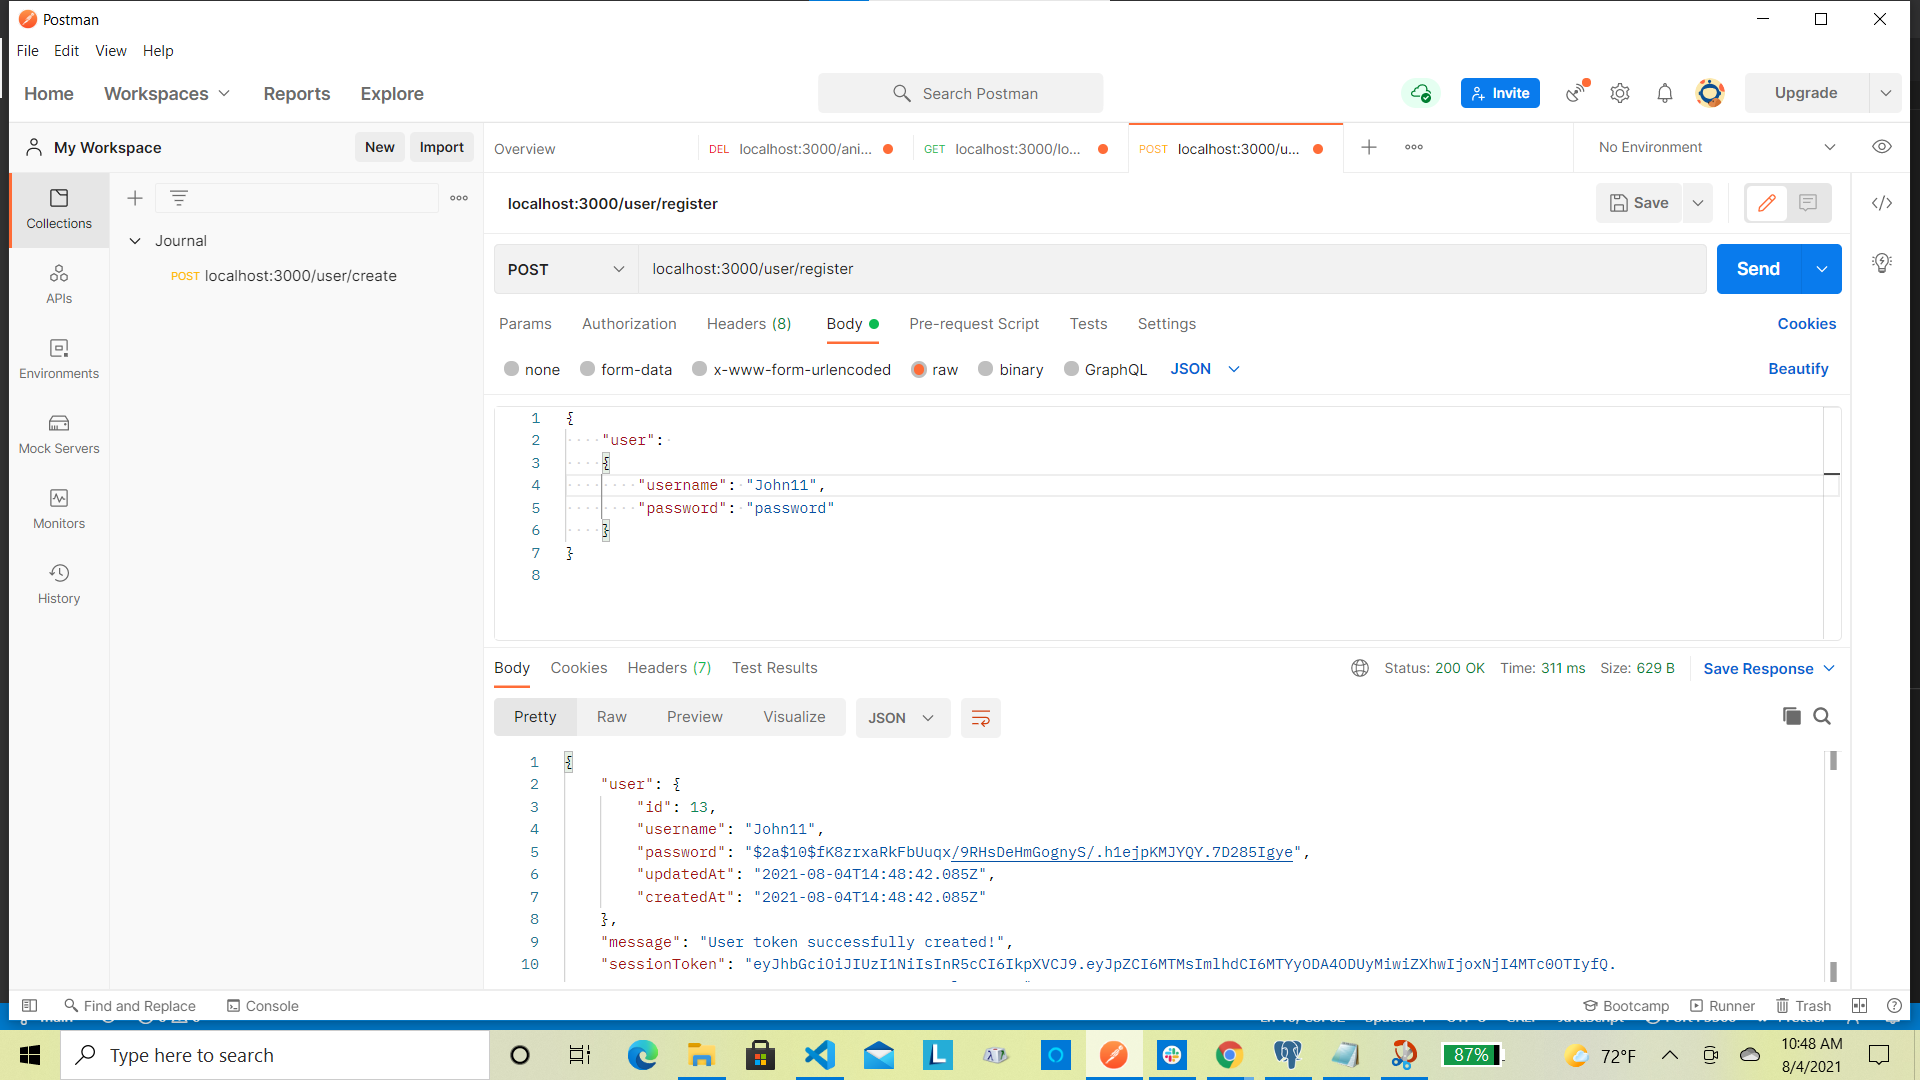 Postman
File Edit View Help
Home Workspaces Reports Explore
Search Postman
Invite
Upgrade
My Workspace
New Import
Overview
DEL localhost:3000/ani...
GET localhost:3000/lo...
POST localhost:3000/u...
No Environment
Collections
APIs
Environments
Mock Servers
Monitors
History
Journal
POST localhost:3000/user/create
localhost:3000/user/register
Save
POST localhost:3000/user/register
Send
Params Authorization Headers (8) Body Pre-request Script Tests Settings
Cookies
none form-data x-www-form-urlencoded raw binary GraphQL JSON
Beautify
1 {
2 "user":
3 {
4 "username": "John11",
5 "password": "password"
6 }
7 }
8
Body Cookies Headers (7) Test Results
Status: 200 OK Time: 311 ms Size: 629 B
Save Response
Pretty Raw Preview Visualize JSON
1 {
2 "user": {
3 "id": 13,
4 "username": "John11",
5 "password": "$2a$10$fK8zrxaRkFbUuqx/9RHsDeHmGognyS/.h1ejpKMJYQY.7D285Igye",
6 "updatedAt": "2021-08-04T14:48:42.085Z",
7 "createdAt": "2021-08-04T14:48:42.085Z"
8 },
9 "message": "User token successfully created!",
10 "sessionToken": "eyJhbGciOiJIUzI1NiIsInR5cCI6IkpXVCJ9.eyJpZCI6MTMsImlhdCI6MTYyODA4ODUyMiwiZXhwIjoxNjI4MTc0OTIyfQ.
Find and Replace Console
Bootcamp Runner Trash
Type here to search
87%
72°F
10:48 AM
8/4/2021